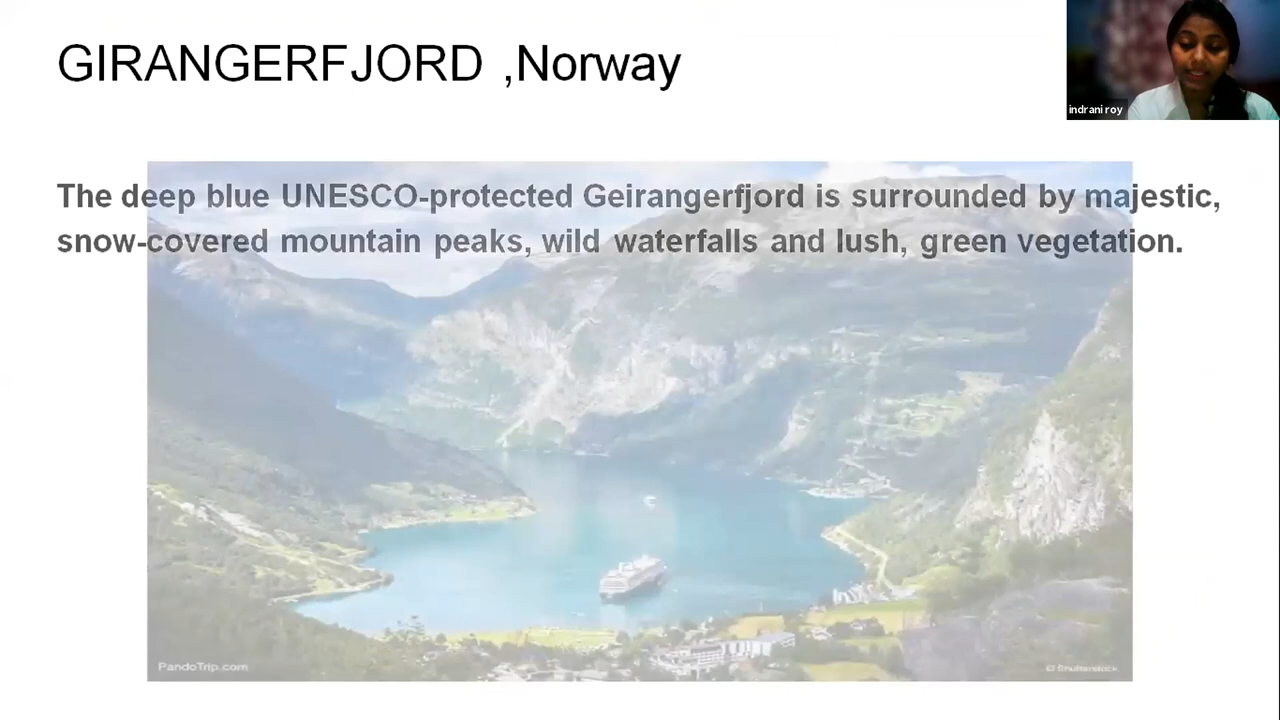 GIRANGERFJORD ,Norway
indrani roy
The deep blue UNESCO-protected Geirangerfjord is surrounded by majestic,
snow-covered mountain peaks, wild waterfalls and lush, green vegetation.
PandoTrip.com
© Shutterstock